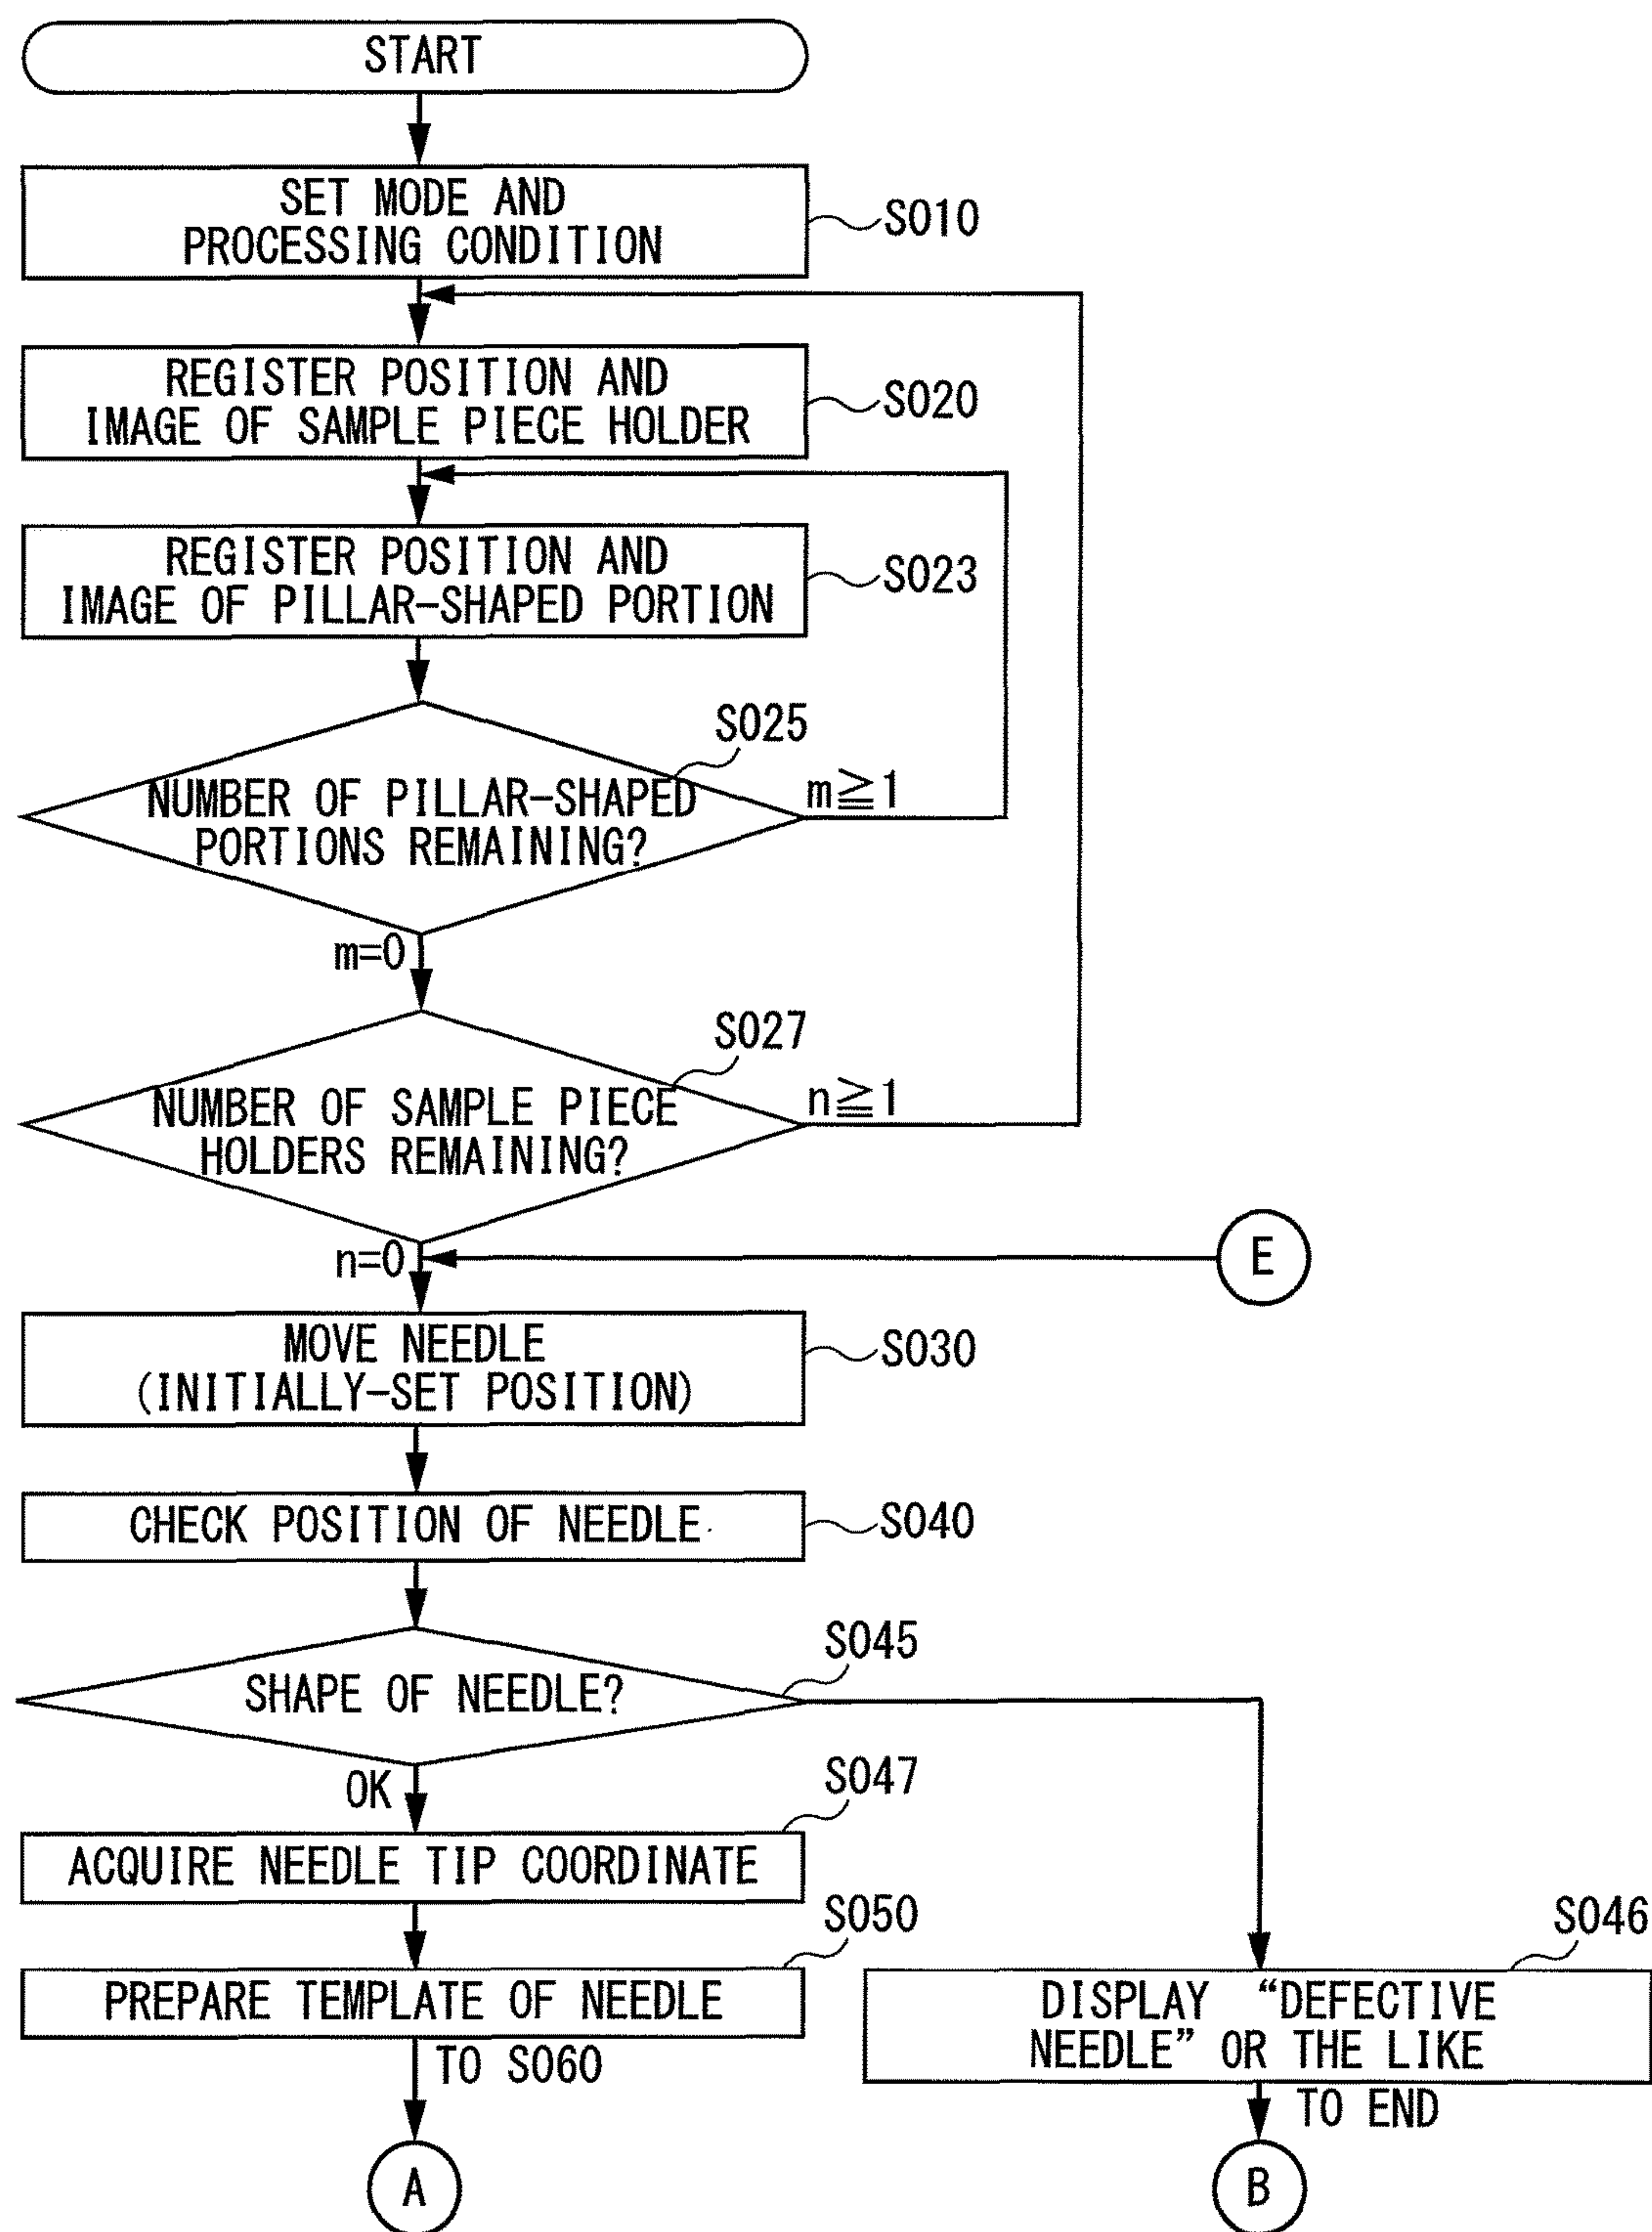 START
SET MODE AND
PROCESSING CONDITION
S010
REGISTER POSITION AND
IMAGE OF SAMPLE PIECE HOLDER
S020
REGISTER POSITION AND
IMAGE OF PILLAR-SHAPED PORTION
S023
S025
NUMBER OF PILLAR-SHAPED
PORTIONS REMAINING?
m≧1
m=0
S027
NUMBER OF SAMPLE PIECE
HOLDERS REMAINING?
n≧1
n=0
E
MOVE NEEDLE
(INITIALLY-SET POSITION)
S030
CHECK POSITION OF NEEDLE
S040
S045
SHAPE OF NEEDLE?
OK
S047
ACQUIRE NEEDLE TIP COORDINATE
S050
PREPARE TEMPLATE OF NEEDLE
TO S060
A
S046
DISPLAY “DEFECTIVE
NEEDLE” OR THE LIKE
TO END
B